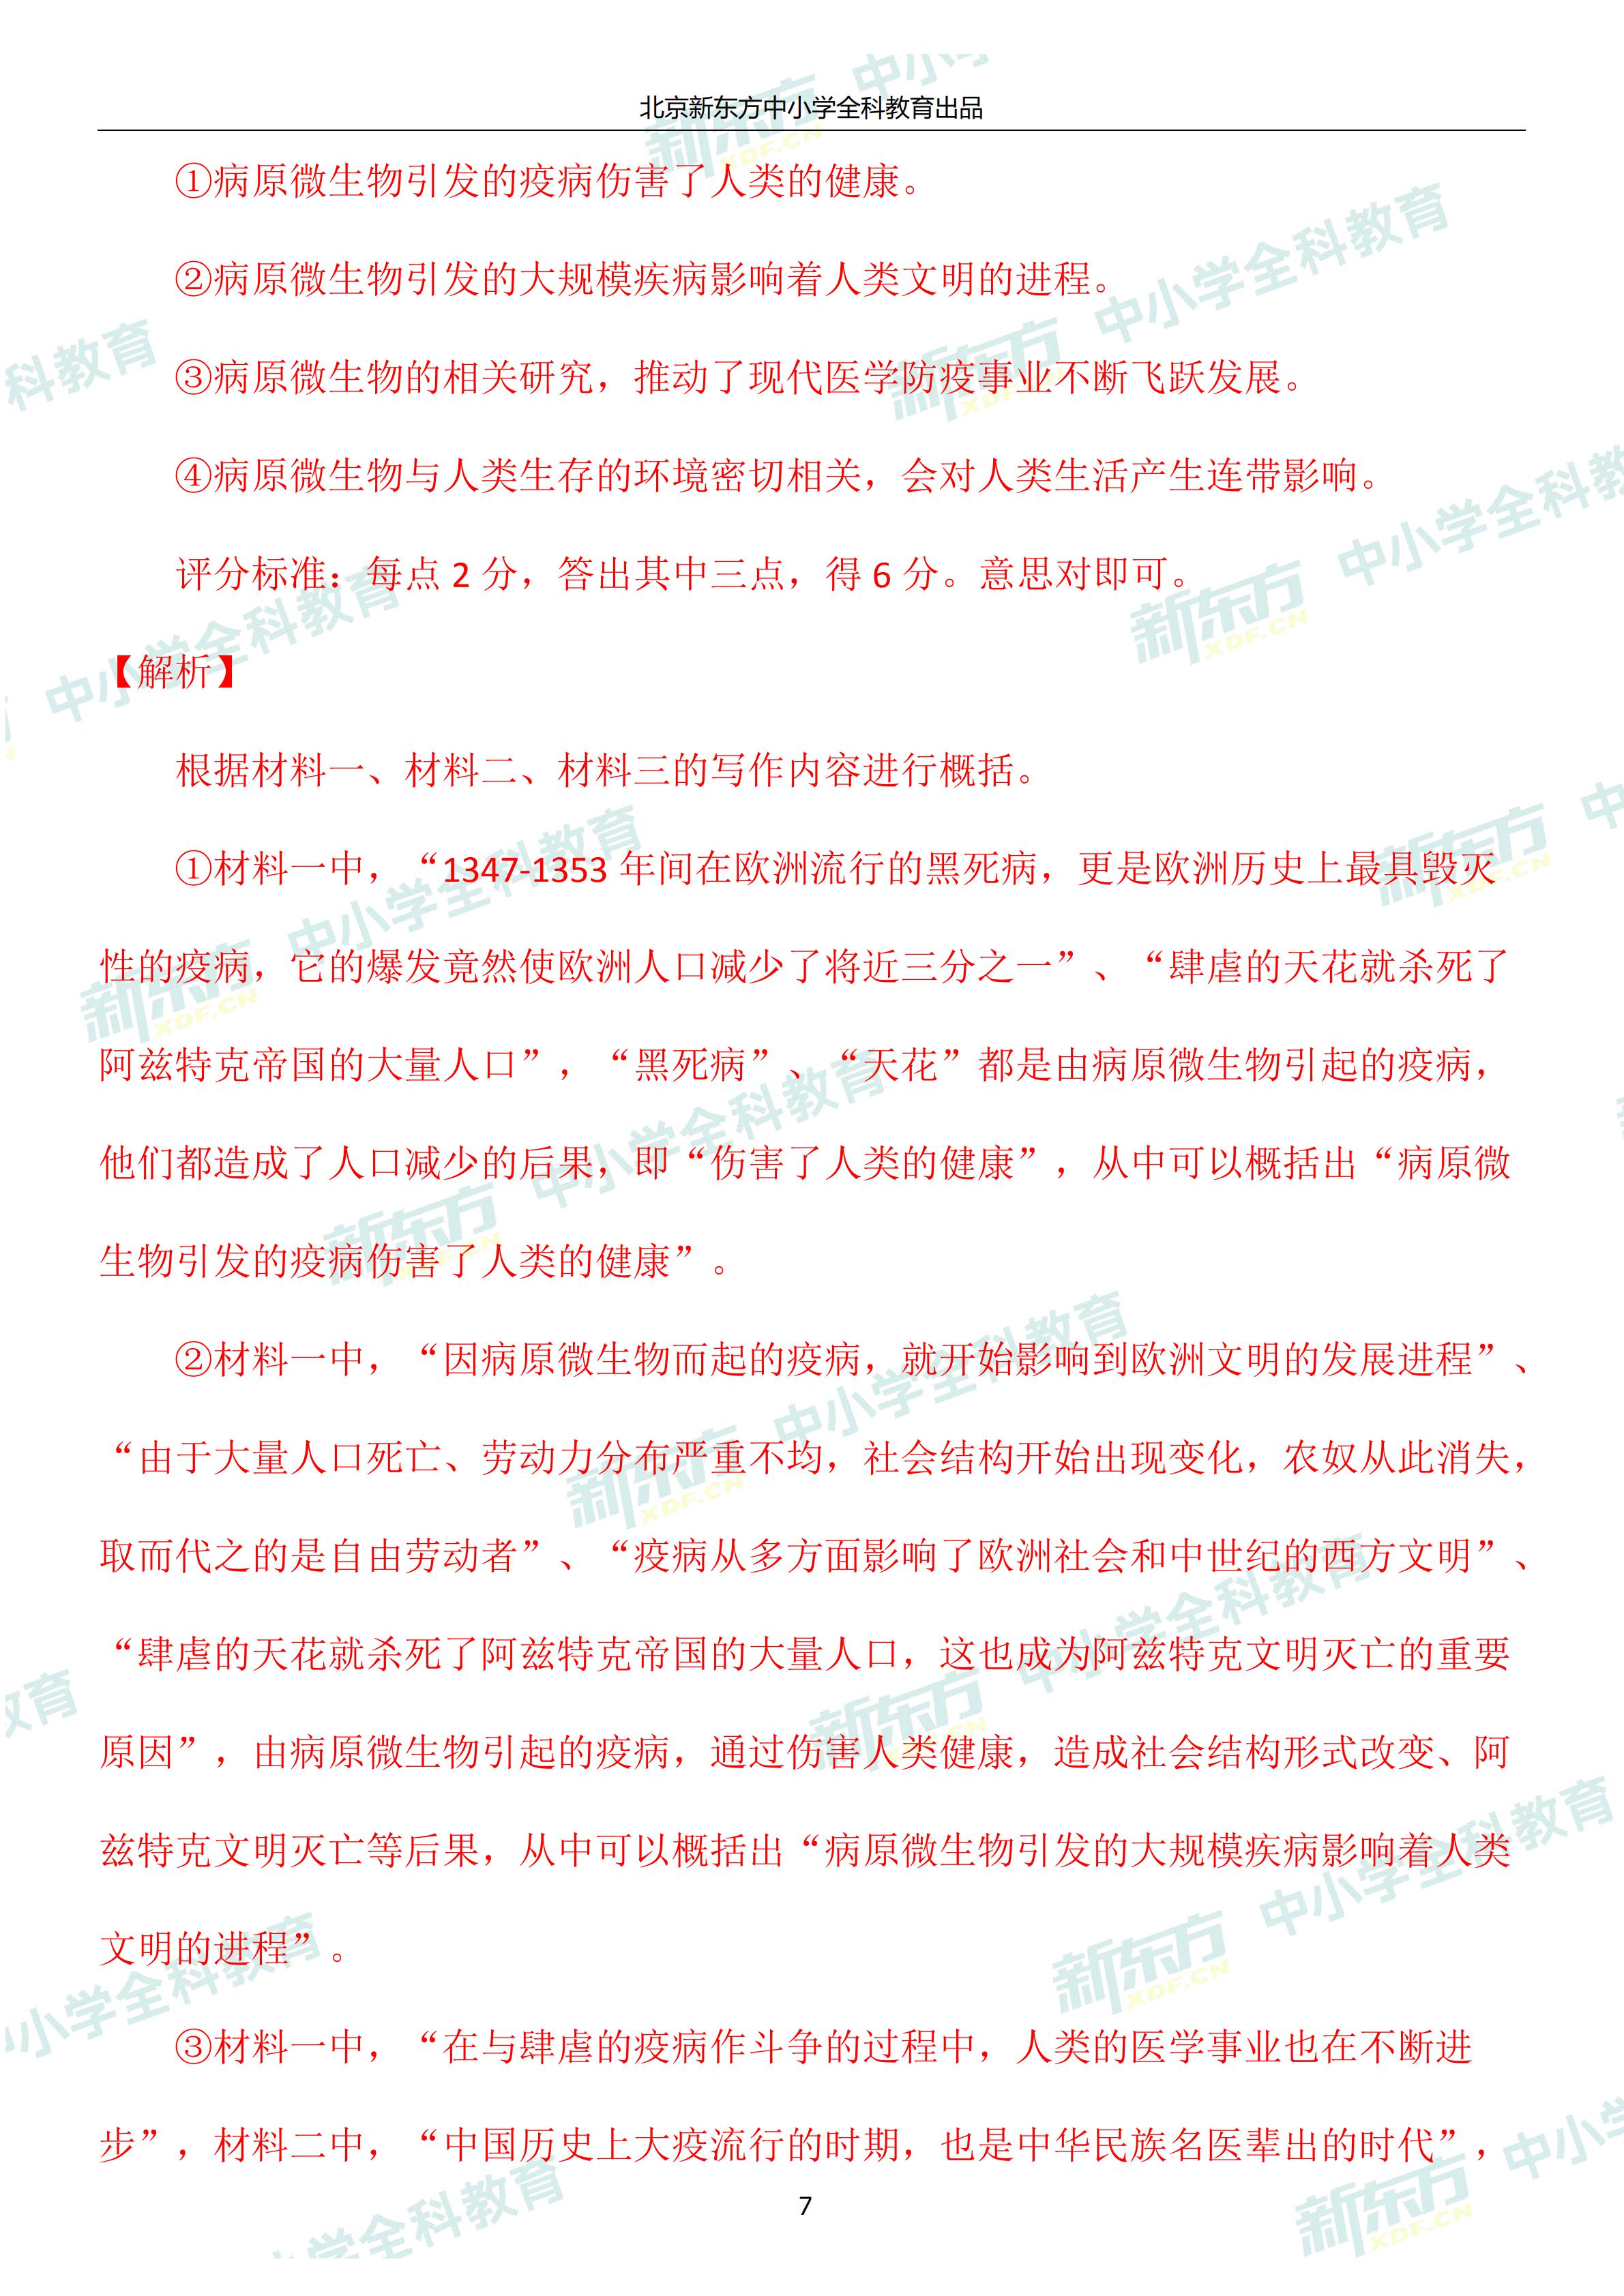 北京新东方中小学全科教育出品
①病原微生物引发的疫病伤害了人类的健康。
②病原微生物引发的大规模疾病影响着人类文明的进程。
③病原微生物的相关研究，推动了现代医学防疫事业不断飞跃发展。
④病原微生物与人类生存的环境密切相关，会对人类生活产生连带影响。
评分标准：每点 2 分，答出其中三点，得 6 分。意思对即可。
【解析】
根据材料一、材料二、材料三的写作内容进行概括。
①材料一中，“1347-1353 年间在欧洲流行的黑死病，更是欧洲历史上最具毁灭
性的疫病，它的爆发竟然使欧洲人口减少了将近三分之一”、“肆虐的天花就杀死了
阿兹特克帝国的大量人口”，“黑死病”、“天花”都是由病原微生物引起的疫病，
他们都造成了人口减少的后果，即“伤害了人类的健康”，从中可以概括出“病原微
生物引发的疫病伤害了人类的健康”。
②材料一中，“因病原微生物而起的疫病，就开始影响到欧洲文明的发展进程”、
“由于大量人口死亡、劳动力分布严重不均，社会结构开始出现变化，农奴从此消失，
取而代之的是自由劳动者”、“疫病从多方面影响了欧洲社会和中世纪的西方文明”、
“肆虐的天花就杀死了阿兹特克帝国的大量人口，这也成为阿兹特克文明灭亡的重要
原因”，由病原微生物引起的疫病，通过伤害人类健康，造成社会结构形式改变、阿
兹特克文明灭亡等后果，从中可以概括出“病原微生物引发的大规模疾病影响着人类
文明的进程”。
③材料一中，“在与肆虐的疫病作斗争的过程中，人类的医学事业也在不断进
步”，材料二中，“中国历史上大疫流行的时期，也是中华民族名医辈出的时代”，
7
新东方 XDF.CN 中小学全科教育